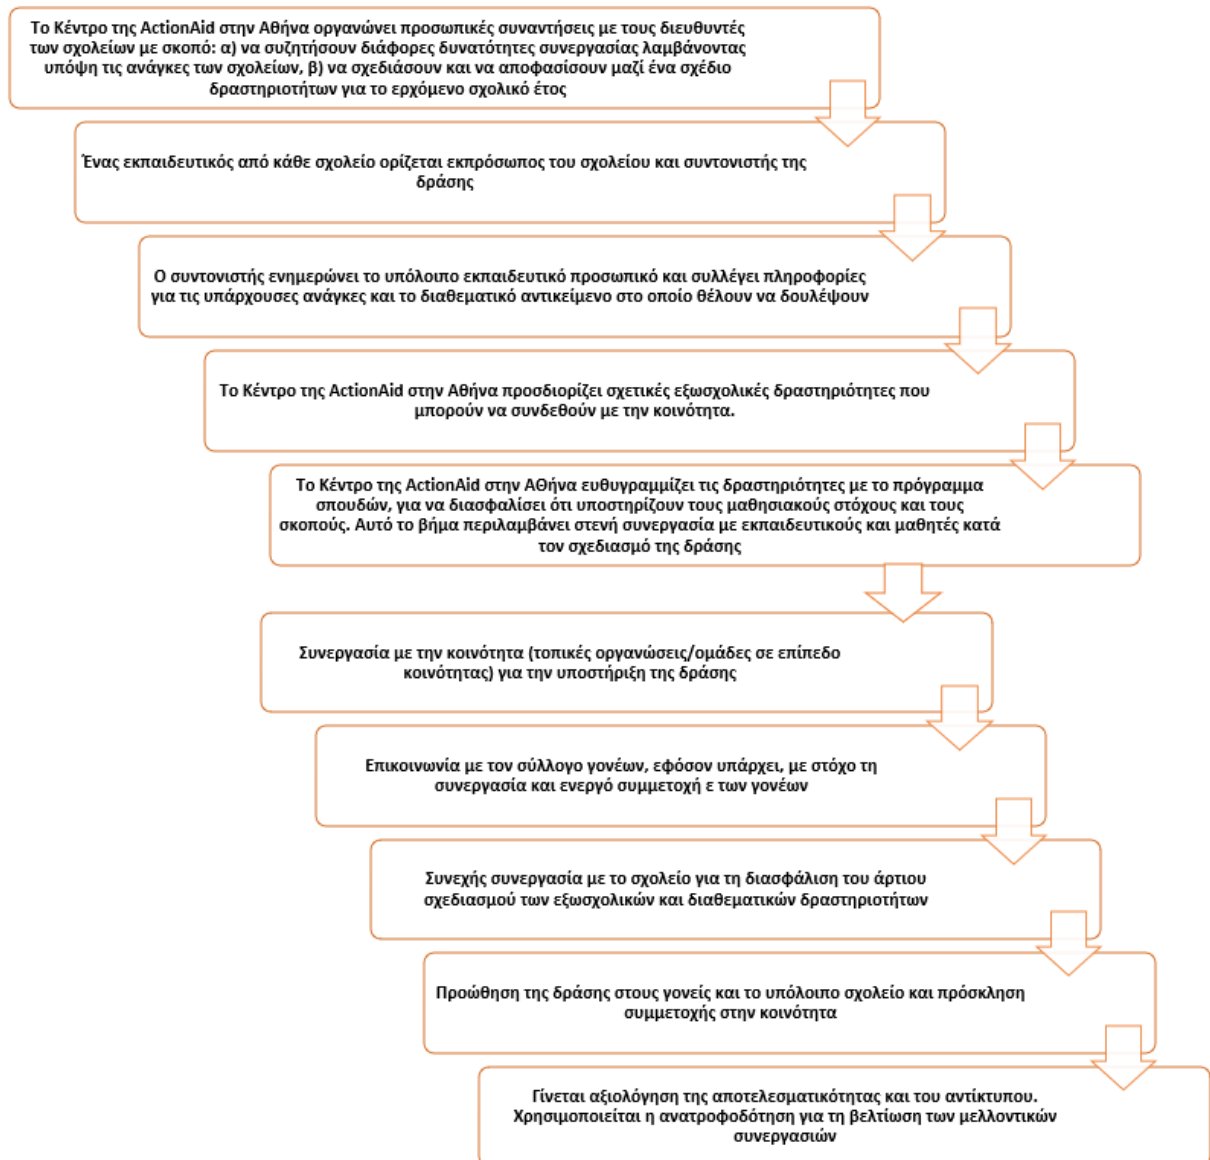 Το Κέντρο της ActionAid στην Αθήνα οργανώνει προσωπικές συναντήσεις με τους διευθυντές
των σχολείων με σκοπό: α) να συζητήσουν διάφορες δυνατότητες συνεργασίας λαμβάνοντας
υπόψη τις ανάγκες των σχολείων, β) να σχεδιάσουν και να αποφασίσουν μαζί ένα σχέδιο
δραστηριοτήτων για το ερχόμενο σχολικό έτος
Ένας εκπαιδευτικός από κάθε σχολείο ορίζεται εκπρόσωπος του σχολείου και συντονιστής της
δράσης
Ο συντονιστής ενημερώνει το υπόλοιπο εκπαιδευτικό προσωπικό και συλλέγει πληροφορίες
για τις υπάρχουσες ανάγκες και το διαθεματικό αντικείμενο στο οποίο θέλουν να δουλέψουν
Το Κέντρο της ActionAid στην Αθήνα προσδιορίζει σχετικές εξωσχολικές δραστηριότητες που
μπορούν να συνδεθούν με την κοινότητα.
Το Κέντρο της ActionAid στην ΑΘήνα ευθυγραμμίζει τις δραστηριότητες με το πρόγραμμα
σπουδών, για να διασφαλίσει ότι υποστηρίζουν τους μαθησιακούς στόχους και τους
σκοπούς. Αυτό το βήμα περιλαμβάνει στενή συνεργασία με εκπαιδευτικούς και μαθητές κατά
τον σχεδιασμό της δράσης
Συνεργασία με την κοινότητα (τοπικές οργανώσεις/ομάδες σε επίπεδο
κοινότητας) για την υποστήριξη της δράσης
Επικοινωνία με τον σύλλογο γονέων, εφόσον υπάρχει, με στόχο τη
συνεργασία και ενεργό συμμετοχή ε των γονέων
Συνεχής συνεργασία με το σχολείο για τη διασφάλιση του άρτιου
σχεδιασμού των εξωσχολικών και διαθεματικών δραστηριοτήτων
Προώθηση της δράσης στους γονείς και το υπόλοιπο σχολείο και πρόσκληση
συμμετοχής στην κοινότητα
Γίνεται αξιολόγηση της αποτελεσματικότητας και του αντίκτυπου.
Χρησιμοποιείται η ανατροφοδότηση για τη βελτίωση των μελλοντικών
συνεργασιών